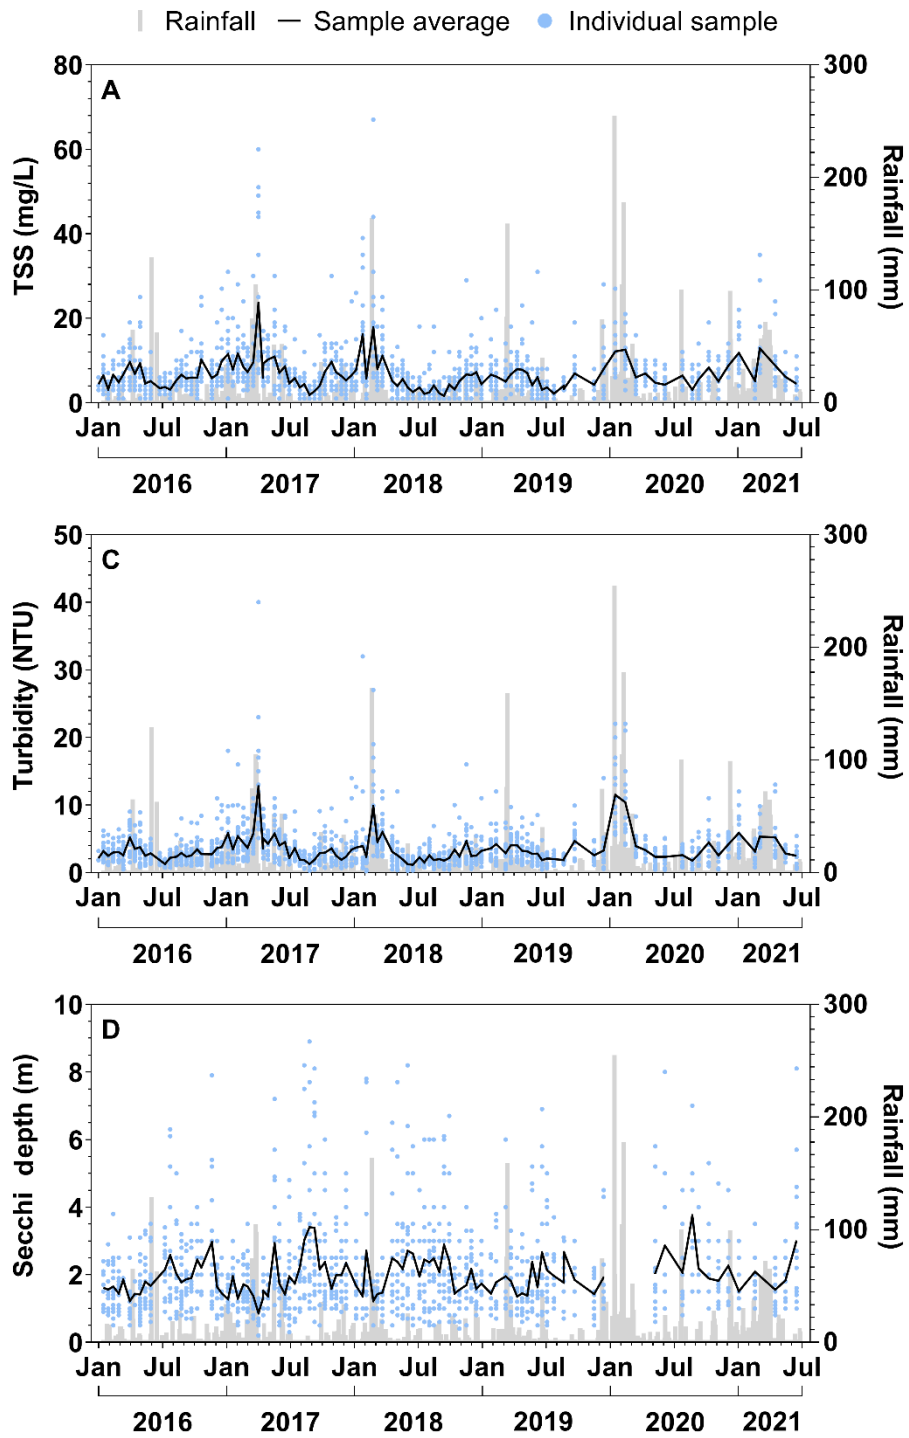 Rainfall Sample average Individual sample
A
TSS (mg/L)
80
60
40
20
0
300
200
100
0
Rainfall (mm)
Jan Jul Jan Jul Jan Jul Jan Jul Jan Jul Jan Jul
2016 2017 2018 2019 2020 2021
C
Turbidity (NTU)
50
40
30
20
10
0
300
200
100
0
Rainfall (mm)
Jan Jul Jan Jul Jan Jul Jan Jul Jan Jul Jan Jul
2016 2017 2018 2019 2020 2021
D
Secchi depth (m)
10
8
6
4
2
0
300
200
100
0
Rainfall (mm)
Jan Jul Jan Jul Jan Jul Jan Jul Jan Jul Jan Jul
2016 2017 2018 2019 2020 2021